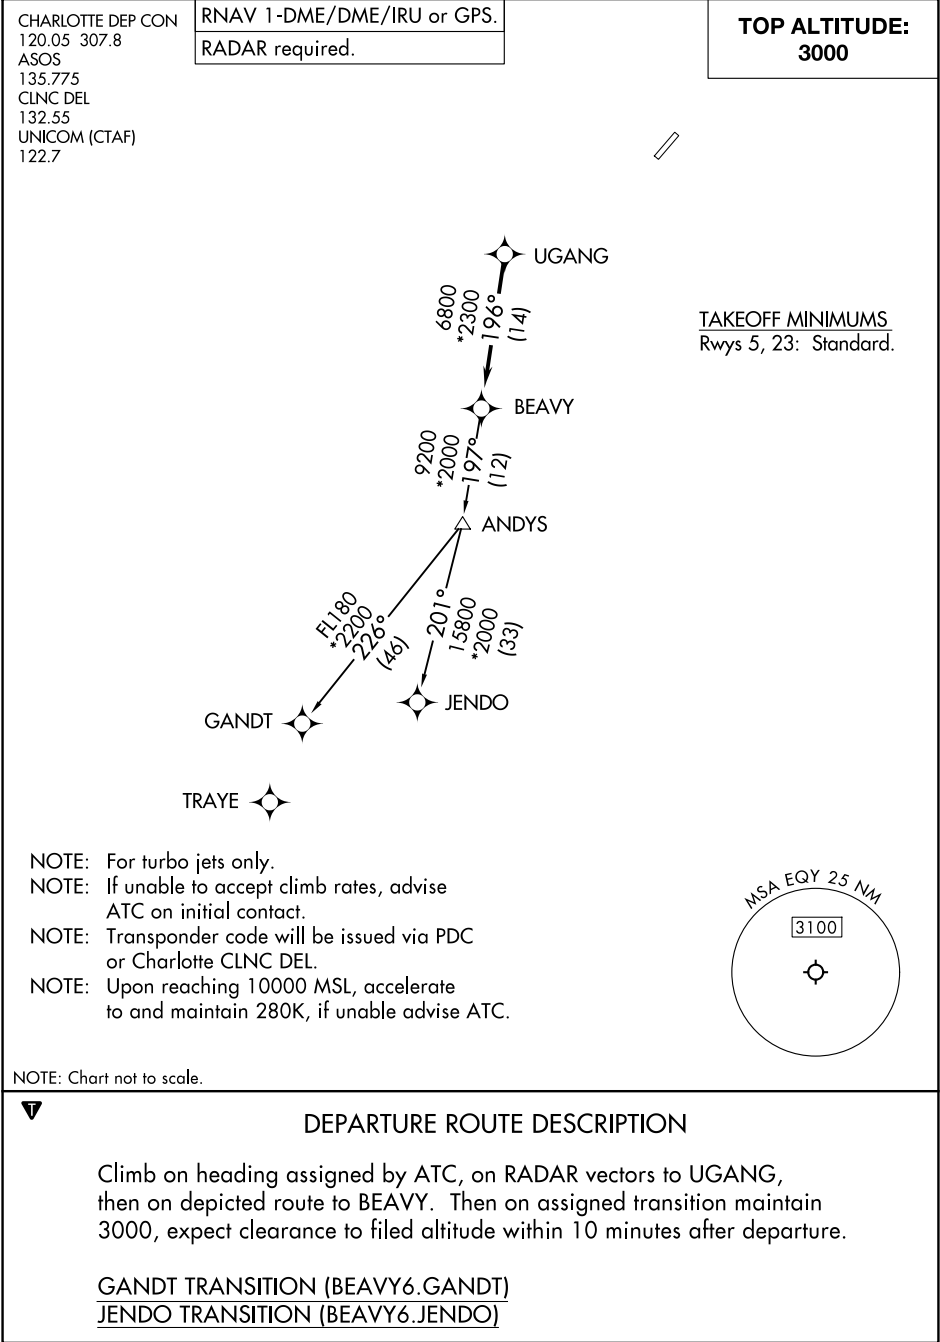 CHARLOTTE DEP CON
120.05 307.8
ASOS
135.775
CLNC DEL
132.55
UNICOM (CTAF)
122.7
RNAV 1-DME/DME/IRU or GPS.
RADAR required.
TOP ALTITUDE:
3000
UGANG
6800
*2300
196°
(14)
TAKEOFF MINIMUMS
Rwys 5, 23: Standard.
BEAVY
9200
*2000
197°
(12)
ANDYS
FL180
*2200
226°
(46)
201°
15800
*2000
(33)
GANDT
JENDO
TRAYE
NOTE: For turbo jets only.
NOTE: If unable to accept climb rates, advise
ATC on initial contact.
NOTE: Transponder code will be issued via PDC
or Charlotte CLNC DEL.
NOTE: Upon reaching 10000 MSL, accelerate
to and maintain 280K, if unable advise ATC.
MSA EQY 25 NM
3100
NOTE: Chart not to scale.
T
DEPARTURE ROUTE DESCRIPTION
Climb on heading assigned by ATC, on RADAR vectors to UGANG,
then on depicted route to BEAVY. Then on assigned transition maintain
3000, expect clearance to filed altitude within 10 minutes after departure.
GANDT TRANSITION (BEAVY6.GANDT)
JENDO TRANSITION (BEAVY6.JENDO)